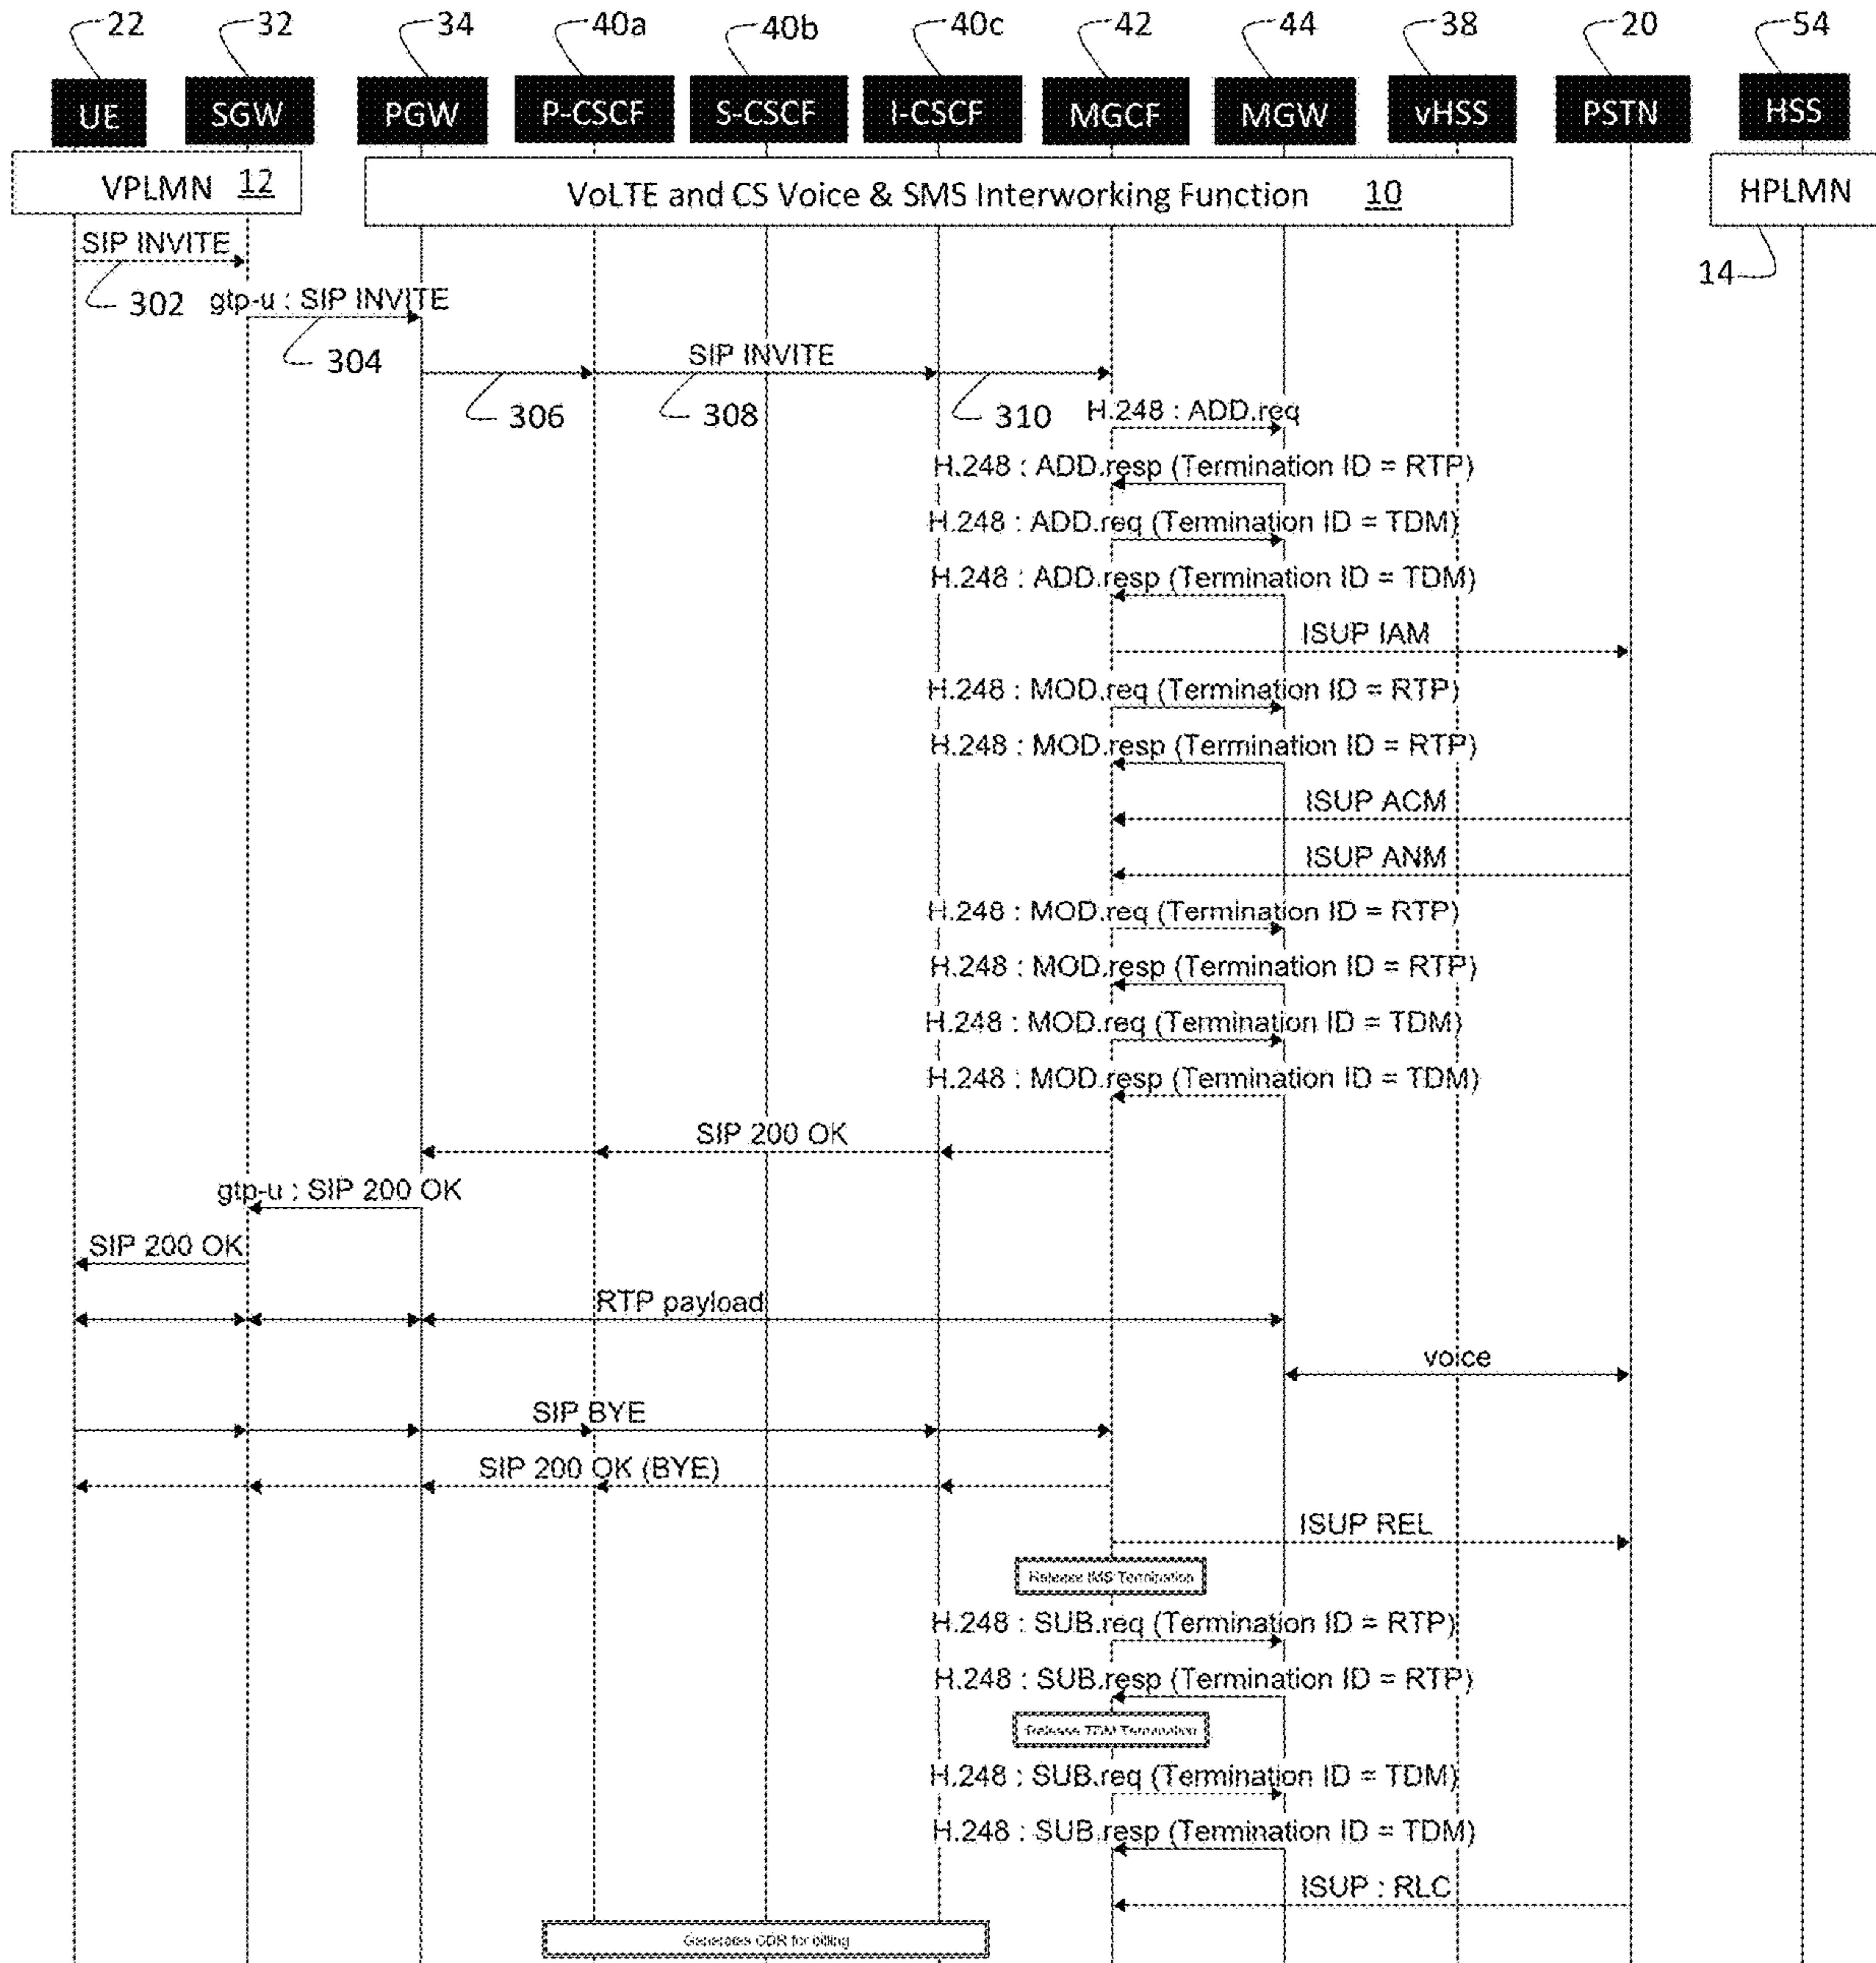 22 32 34 40a 40b 40c 42 44 38 20 54
UE SGW PGW P-CSCF S-CSCF I-CSCF MGCF MGW vHSS PSTN HSS
VPLMN 12 VoLTE and CS Voice & SMS Interworking Function 10 HPLMN
14
SIP INVITE
302
gtp-u : SIP INVITE
304
SIP INVITE
306 308 310
H.248 : ADD.req
H.248 : ADD.resp (Termination ID = RTP)
H.248 : ADD.req (Termination ID = TDM)
H.248 : ADD.resp (Termination ID = TDM)
ISUP IAM
H.248 : MOD.req (Termination ID = RTP)
H.248 : MOD.resp (Termination ID = RTP)
ISUP ACM
ISUP ANM
H.248 : MOD.req (Termination ID = RTP)
H.248 : MOD.resp (Termination ID = RTP)
H.248 : MOD.req (Termination ID = TDM)
H.248 : MOD.resp (Termination ID = TDM)
SIP 200 OK
gtp-u : SIP 200 OK
SIP 200 OK
RTP payload
voice
SIP BYE
SIP 200 OK (BYE)
ISUP REL
Release IMS Termination
H.248 : SUB.req (Termination ID = RTP)
H.248 : SUB.resp (Termination ID = RTP)
Release TDM Termination
H.248 : SUB.req (Termination ID = TDM)
H.248 : SUB.resp (Termination ID = TDM)
ISUP : RLC
Generates CDR for billing